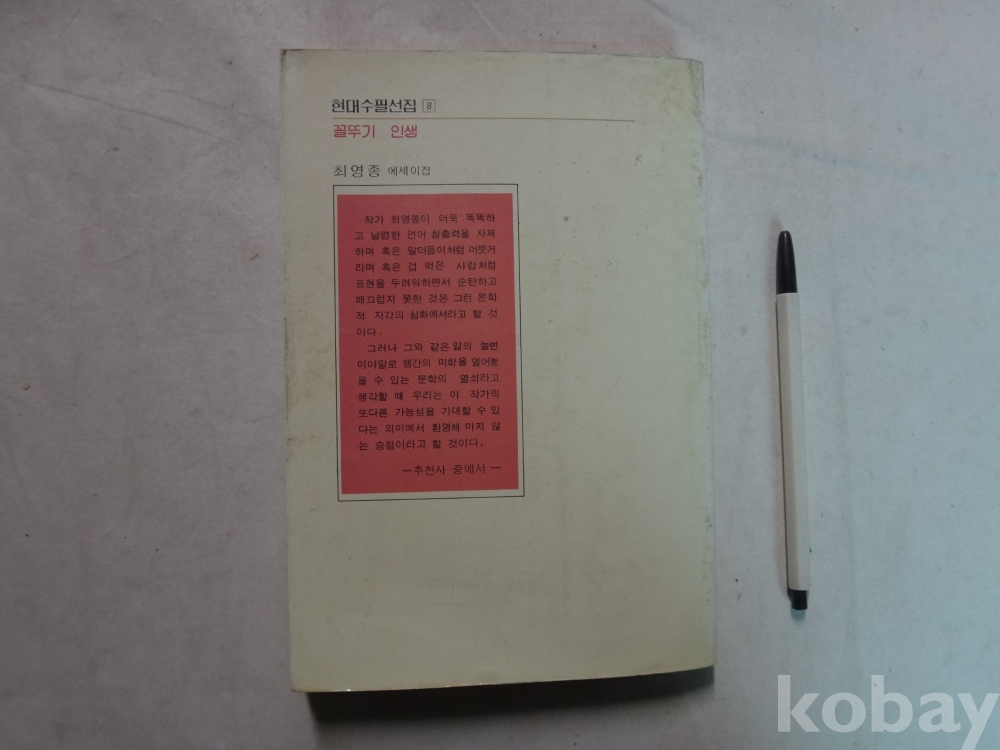 현대수필선집 8
꼴뚜기 인생
최영종 에세이집
작가 최영종이 더욱 똑똑하
고 날렵한 언어 창출력을 자제
하며 혹은 말더듬이처럼 머뭇거
리며 혹은 겁 먹은 사람처럼
표현을 두려워하면서 순탄하고
매끄럽지 못한 것은 그런 문학
적 자각의 심화에서라고 할 것
이다.
그러나 그와 같은 앎의 눌변
이야말로 행간의 미학을 열어놓
을 수 있는 문학의 열쇠라고
생각할 때 우리는 이 작가의
또다른 가능성을 기대할 수 있
다는 의미에서 환영해 마지 않
는 승점이라고 할 것이다.
—추천사 중에서—
kobay